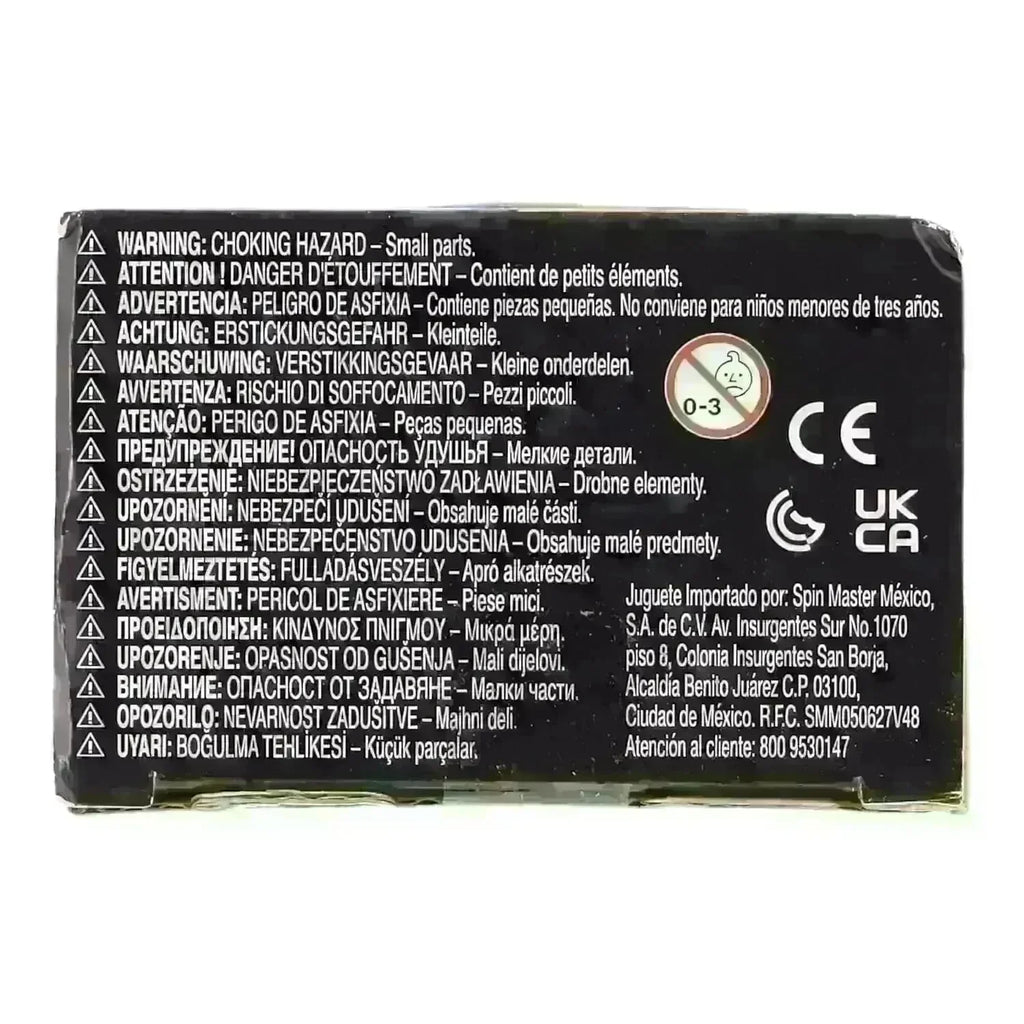 WARNING: CHOKING HAZARD – Small parts.
ATTENTION ! DANGER D'ÉTOUFFEMENT – Contient de petits éléments.
ADVERTENCIA: PELIGRO DE ASFIXIA – Contiene piezas pequeñas. No conviene para niños menores de tres años.
ACHTUNG: ERSTICKUNGSGEFAHR – Kleinteile.
WAARSCHUWING: VERSTIKKINGSGEVAAR – Kleine onderdelen.
AVVERTENZA: RISCHIO DI SOFFOCAMENTO – Pezzi piccoli.
ATENÇÃO: PERIGO DE ASFIXIA – Peças pequenas.
ПРЕДУПРЕЖДЕНИЕ! ОПАСНОСТЬ УДУШЬЯ – Мелкие детали.
OSTRZEŻENIE: NIEBEZPIECZEŃSTWO ZADŁAWIENIA – Drobne elementy.
UPOZORNĚNÍ: NEBEZPEČÍ UDUŠENÍ – Obsahuje malé části.
UPOZORNENIE: NEBEZPEČENSTVO UDUSENIA – Obsahuje malé predmety.
FIGYELMEZTETÉS: FULLADÁSVESZÉLY – Apró alkatrészek.
AVERTISMENT: PERICOL DE ASFIXIERE – Piese mici.
ΠΡΟΕΙΔΟΠΟΙΗΣΗ: ΚΙΝΔΥΝΟΣ ΠΝΙΓΜΟΥ – Μικρά μέρη.
UPOZORENJE: OPASNOST OD GUŠENJA – Mali dijelovi.
ВНИМАНИЕ: ОПАСНОСТ ОТ ЗАДАВЯНЕ – Малки части.
OPOZORILO: NEVARNOST ZADUŠITVE – Majhni deli.
UYARI: BOĞULMA TEHLİKESİ – Küçük parçalar.
0-3
CE
UK
CA
Juguete Importado por: Spin Master México,
S.A. de C.V. Av. Insurgentes Sur No.1070
piso 8, Colonia Insurgentes San Borja,
Alcaldía Benito Juárez C.P. 03100,
Ciudad de México. R.F.C. SMM050627V48
Atención al cliente: 800 9530147